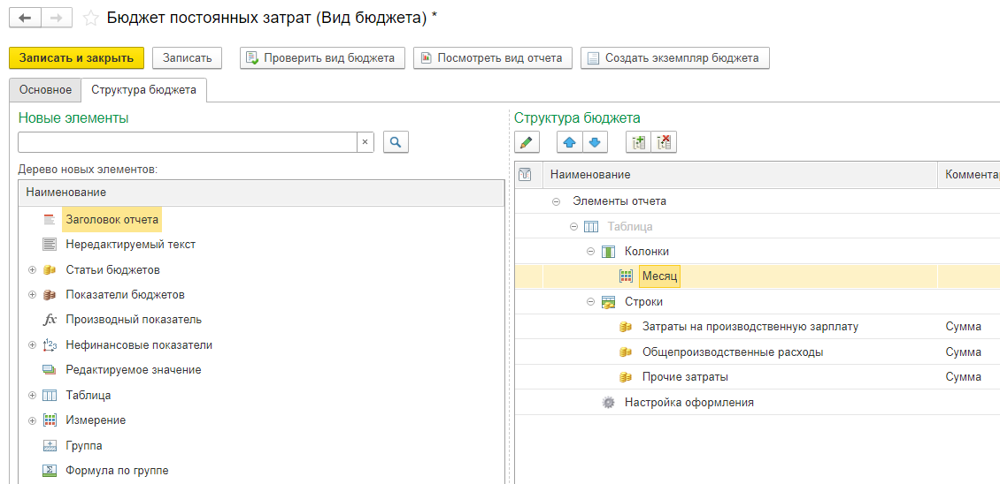 Бюджет постоянных затрат (Вид бюджета) *
Записать и закрыть
Записать
Проверить вид бюджета
Посмотреть вид отчета
Создать экземпляр бюджета
Основное
Структура бюджета
Новые элементы
Дерево новых элементов:
Наименование
Заголовок отчета
Нередактируемый текст
Статьи бюджетов
Показатели бюджетов
Производный показатель
Нефинансовые показатели
Редактируемое значение
Таблица
Измерение
Группа
Формула по группе
Структура бюджета
Наименование
Комментар
Элементы отчета
Таблица
Колонки
Месяц
Строки
Затраты на производственную зарплату
Сумма
Общепроизводственные расходы
Сумма
Прочие затраты
Сумма
Настройка оформления